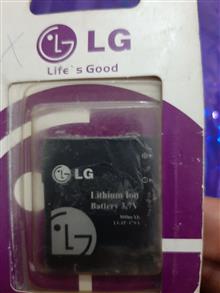 LG
Life's Good
LG
Lithium Ion
Battery 3.7V